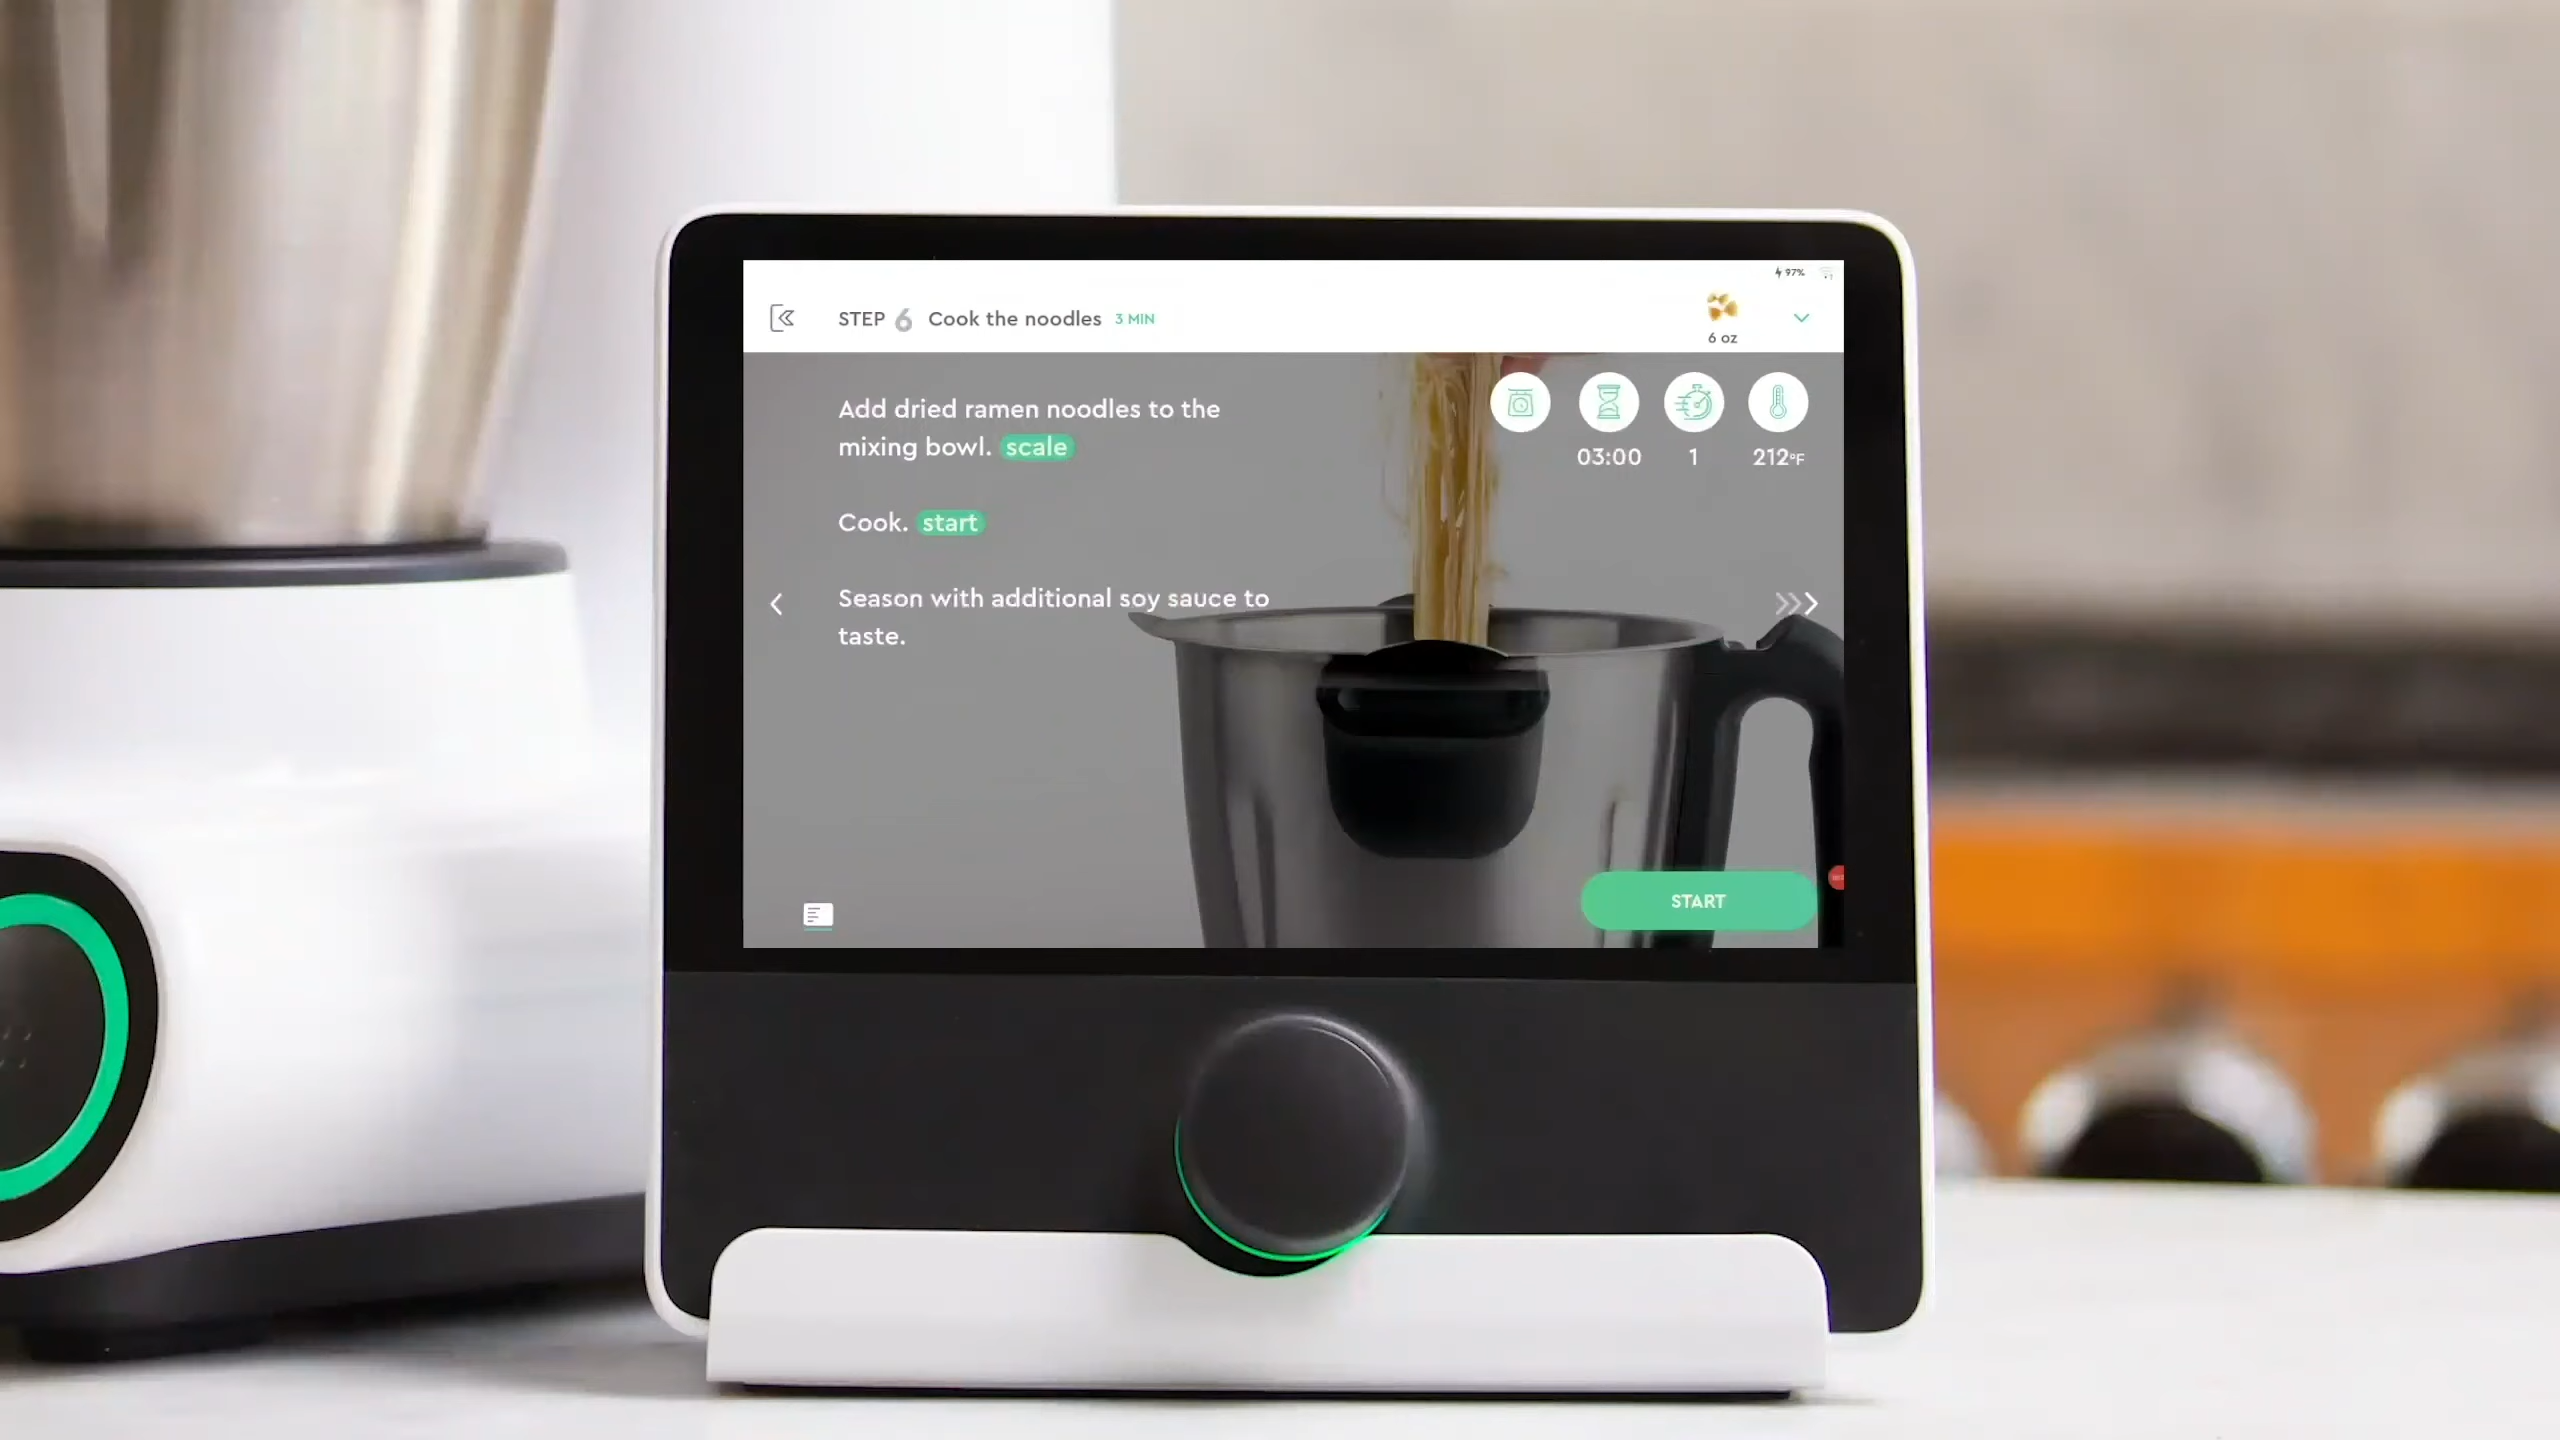 97%
STEP 6 Cook the noodles 3 MIN
6 oz
Add dried ramen noodles to the
mixing bowl. scale
03:00 1 212°F
Cook. start
Season with additional soy sauce to
taste.
START